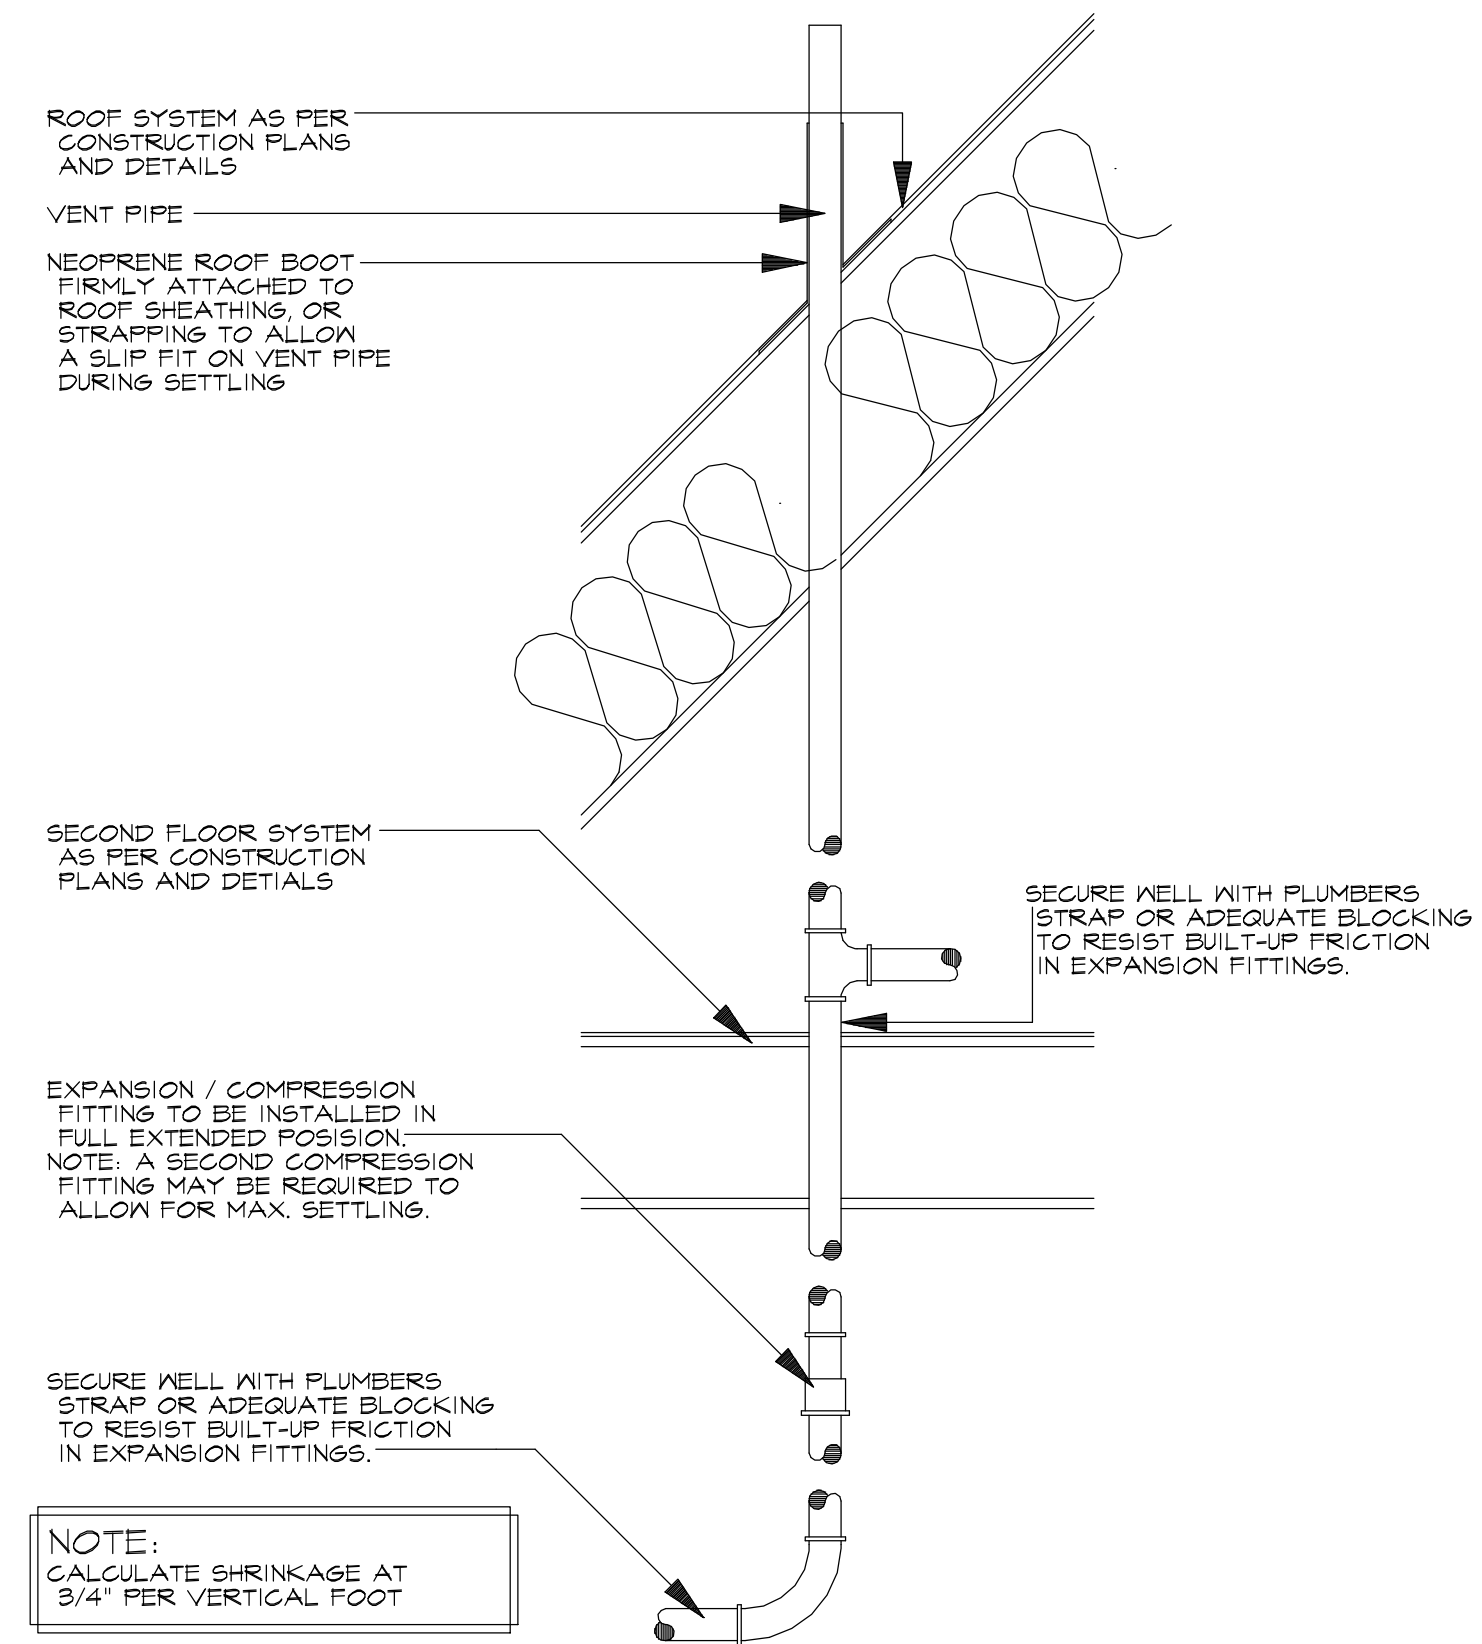 ROOF SYSTEM AS PER
CONSTRUCTION PLANS
AND DETAILS
VENT PIPE
NEOPRENE ROOF BOOT
FIRMLY ATTACHED TO
ROOF SHEATHING, OR
STRAPPING TO ALLOW
A SLIP FIT ON VENT PIPE
DURING SETTLING
SECOND FLOOR SYSTEM
AS PER CONSTRUCTION
PLANS AND DETIALS
SECURE WELL WITH PLUMBERS
STRAP OR ADEQUATE BLOCKING
TO RESIST BUILT-UP FRICTION
IN EXPANSION FITTINGS.
EXPANSION / COMPRESSION
FITTING TO BE INSTALLED IN
FULL EXTENDED POSISION.
NOTE: A SECOND COMPRESSION
FITTING MAY BE REQUIRED TO
ALLOW FOR MAX. SETTLING.
SECURE WELL WITH PLUMBERS
STRAP OR ADEQUATE BLOCKING
TO RESIST BUILT-UP FRICTION
IN EXPANSION FITTINGS.
NOTE:
CALCULATE SHRINKAGE AT
3/4" PER VERTICAL FOOT